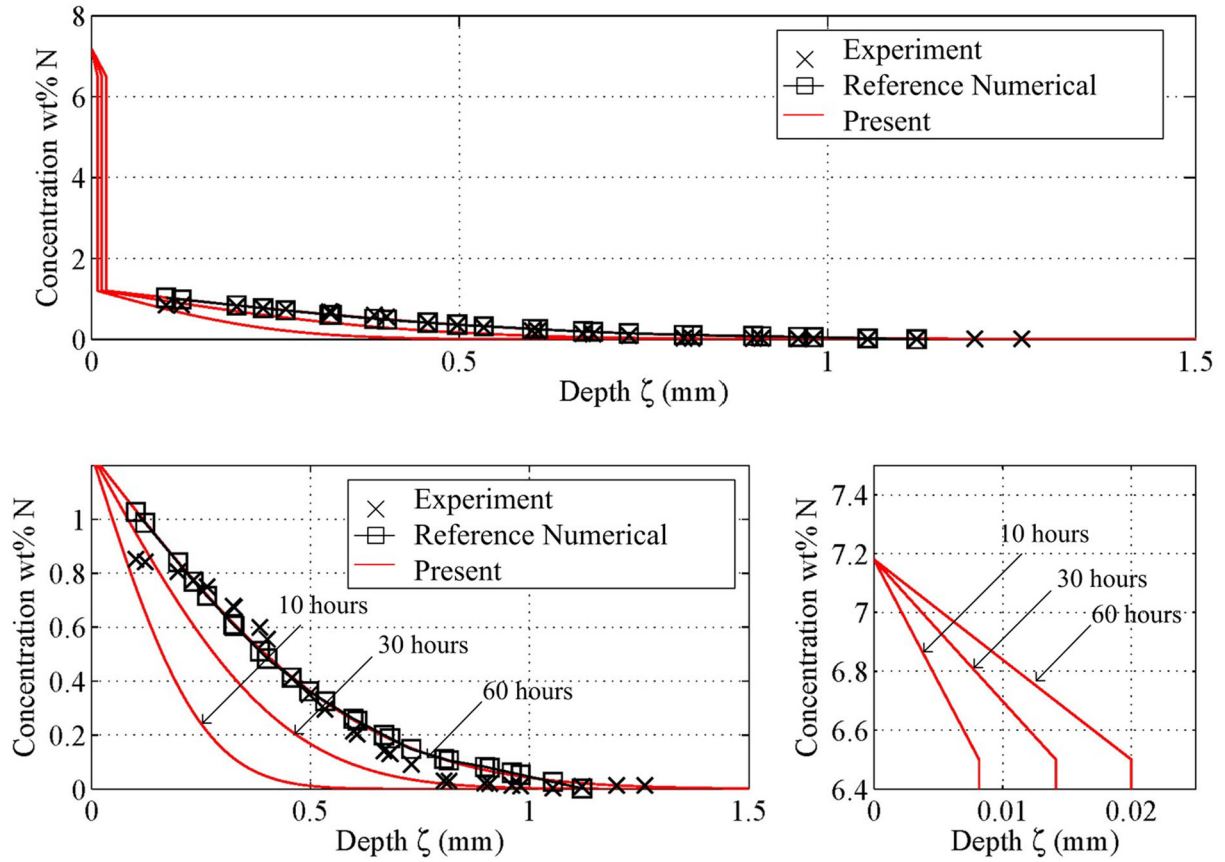 Concentration wt% N
8
6
4
2
0
0
0.5
1
1.5
Depth ζ (mm)
Experiment
Reference Numerical
Present
Concentration wt% N
1
0.8
0.6
0.4
0.2
0
0
0.5
1
1.5
Depth ζ (mm)
Experiment
Reference Numerical
Present
10 hours
30 hours
60 hours
Concentration wt% N
7.4
7.2
7
6.8
6.6
6.4
0
0.01
0.02
Depth ζ (mm)
10 hours
30 hours
60 hours